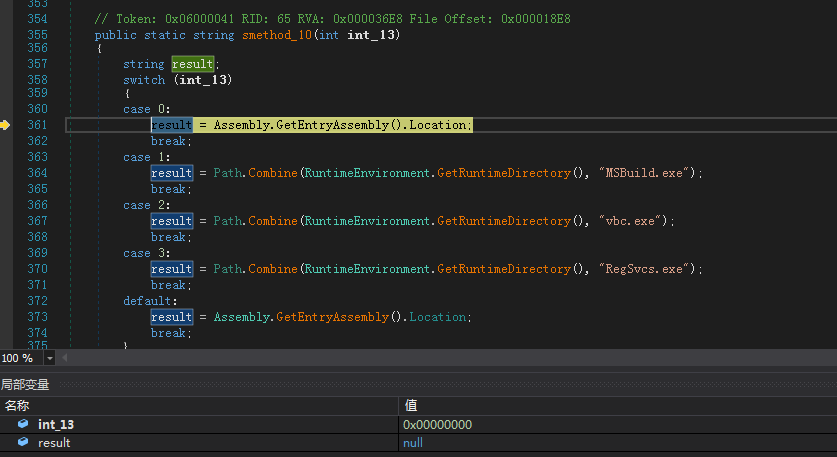 353
354 // Token: 0x06000041 RID: 65 RVA: 0x000036E8 File Offset: 0x000018E8
355 public static string smethod_10(int int_13)
356 {
357 string result;
358 switch (int_13)
359 {
360 case 0:
361 result = Assembly.GetEntryAssembly().Location;
362 break;
363 case 1:
364 result = Path.Combine(RuntimeEnvironment.GetRuntimeDirectory(), "MSBuild.exe");
365 break;
366 case 2:
367 result = Path.Combine(RuntimeEnvironment.GetRuntimeDirectory(), "vbc.exe");
368 break;
369 case 3:
370 result = Path.Combine(RuntimeEnvironment.GetRuntimeDirectory(), "RegSvcs.exe");
371 break;
372 default:
373 result = Assembly.GetEntryAssembly().Location;
374 break;
375 }
100 %
局部变量
名称 值
int_13 0x00000000
result null